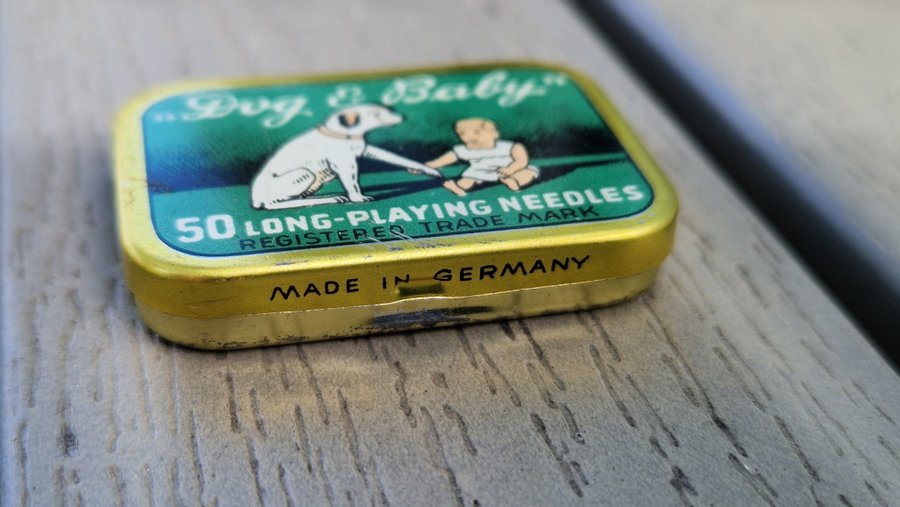 „Dog & Baby"
50 LONG-PLAYING NEEDLES
REGISTERED TRADE MARK
MADE IN GERMANY